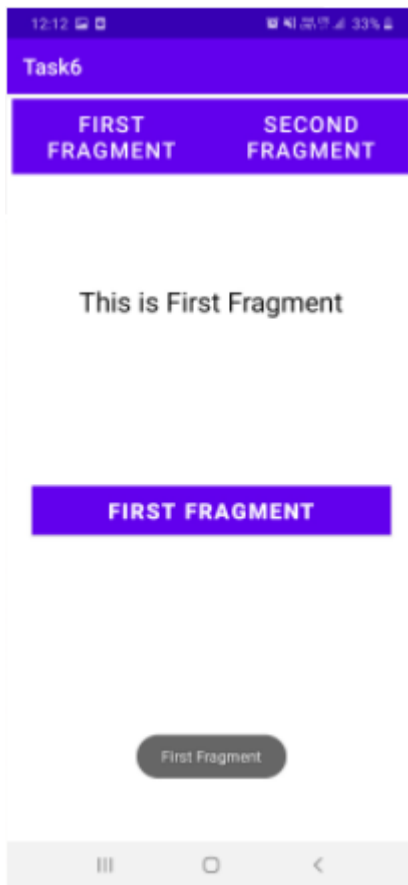 12:12 33%
Task6
FIRST
FRAGMENT
SECOND
FRAGMENT
This is First Fragment
FIRST FRAGMENT
First Fragment